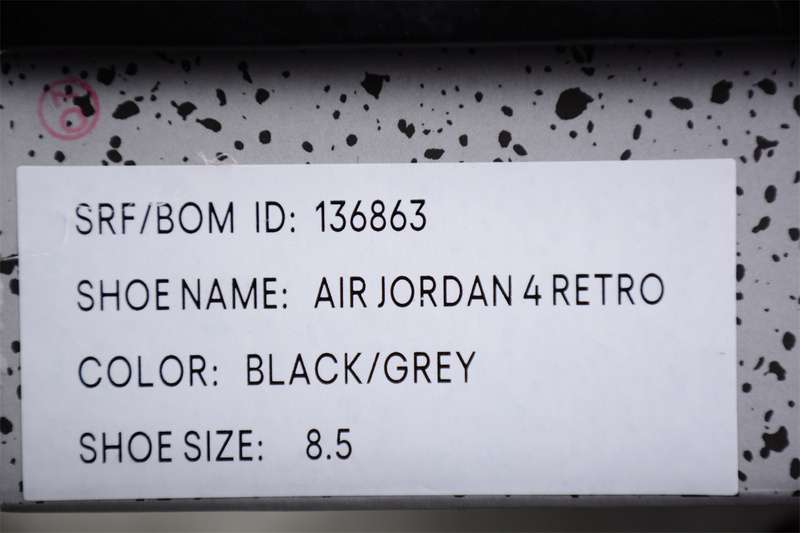 SRF/BOM ID: 136863
SHOE NAME: AIR JORDAN 4 RETRO
COLOR: BLACK/GREY
SHOE SIZE: 8.5